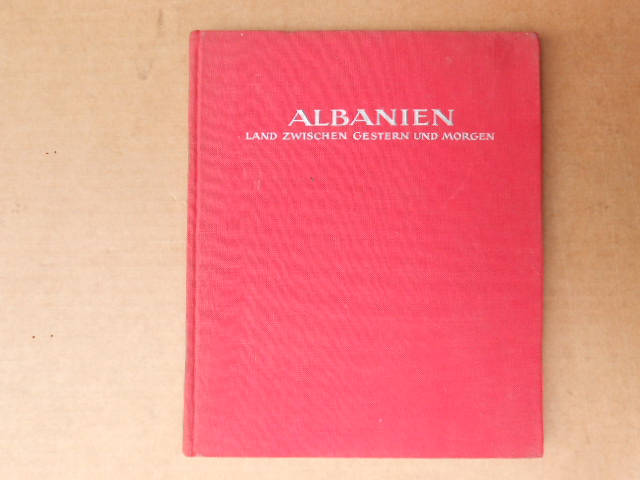 ALBANIEN
LAND ZWISCHEN GESTERN UND MORGEN